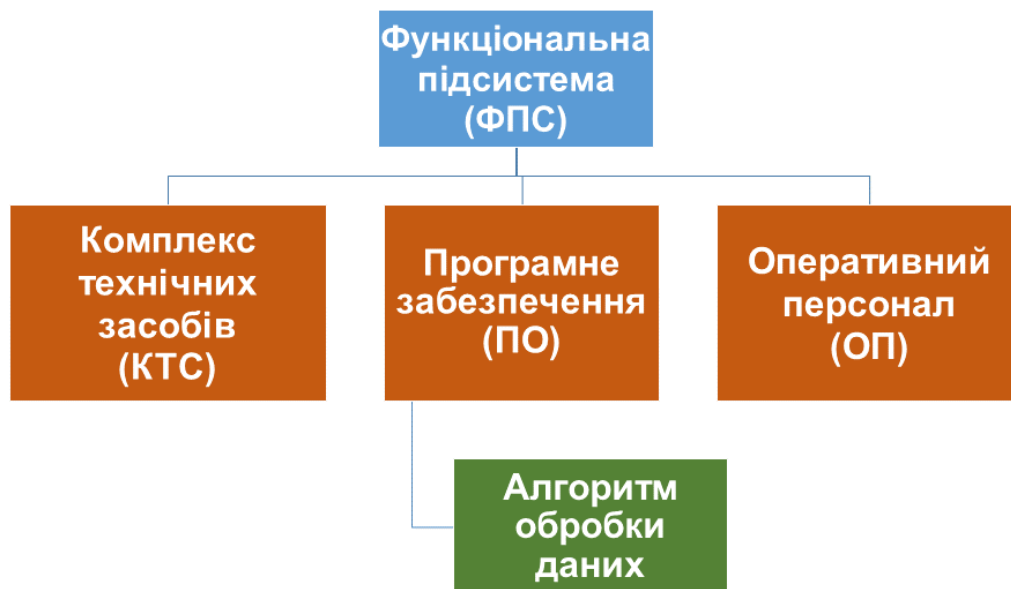 Функціональна
підсистема
(ФПС)
Комплекс
технічних
засобів
(КТС)
Програмне
забезпечення
(ПО)
Оперативний
персонал
(ОП)
Алгоритм
обробки
даних